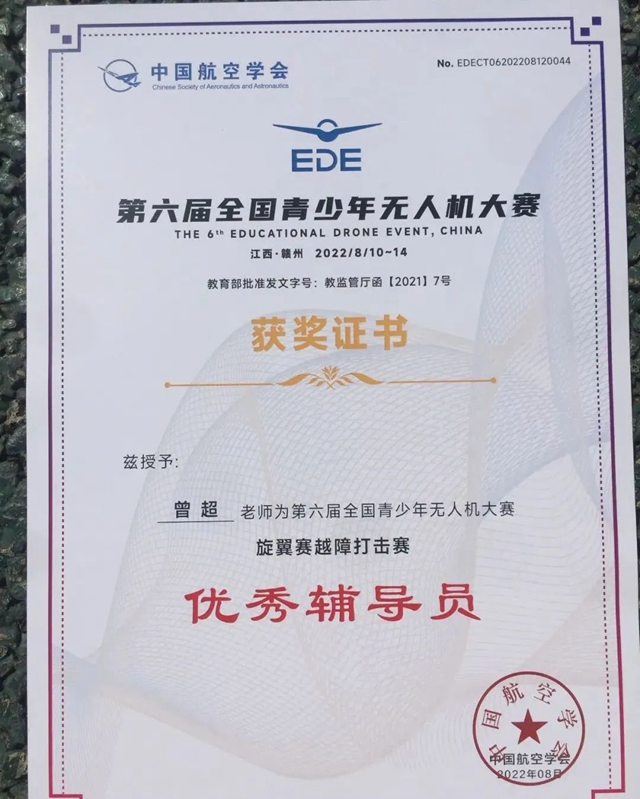 中国航空学会
Chinese Society of Aeronautics and Astronautics
No. EDECT06202208120044
EDE
第六届全国青少年无人机大赛
THE 6th EDUCATIONAL DRONE EVENT, CHINA
江西·赣州 2022/8/10~14
教育部批准发文字号：教监管厅函【2021】7号
获奖证书
兹授予：
曾超 老师为第六届全国青少年无人机大赛
旋翼赛越障打击赛
优秀辅导员
中国航空学会
中国航空学会
2022年08月